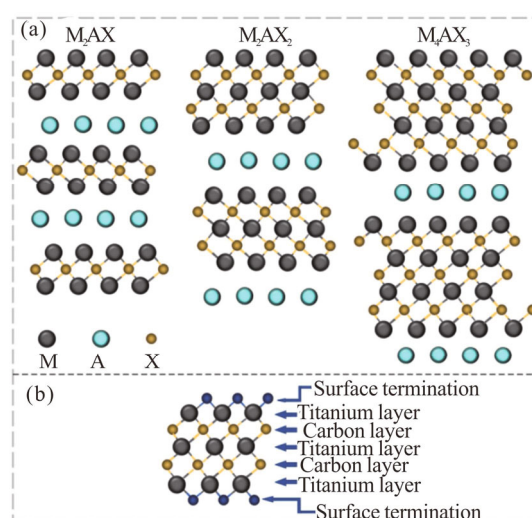 (a)
M₂AX M₂AX₂ M₄AX₃
M A X
(b)
Surface termination
Titanium layer
Carbon layer
Titanium layer
Carbon layer
Titanium layer
Surface termination